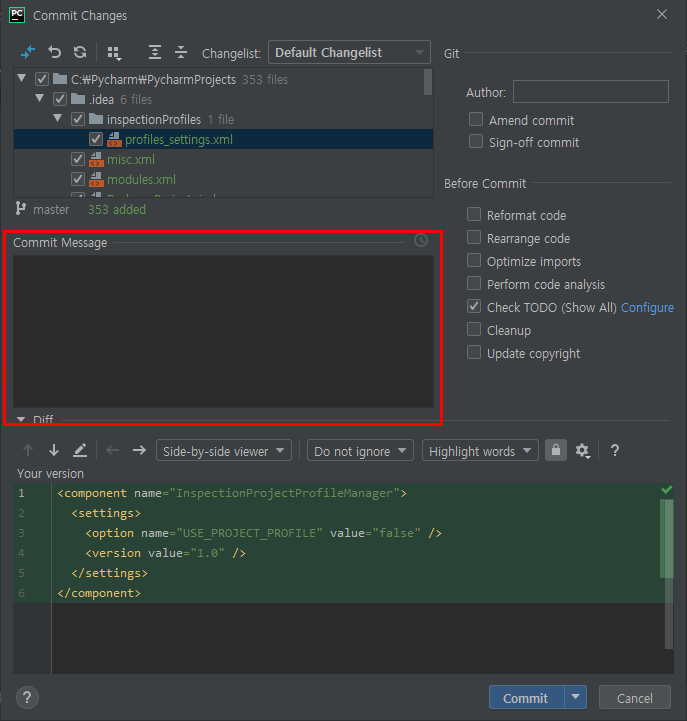 PC Commit Changes
Changelist: Default Changelist
C:₩Pycharm₩PycharmProjects 353 files
.idea 6 files
inspectionProfiles 1 file
profiles_settings.xml
misc.xml
modules.xml
master 353 added
Commit Message
Diff
Git
Author:
Amend commit
Sign-off commit
Before Commit
Reformat code
Rearrange code
Optimize imports
Perform code analysis
Check TODO (Show All) Configure
Cleanup
Update copyright
Side-by-side viewer Do not ignore Highlight words ?
Your version
1 <component name="InspectionProjectProfileManager">
2 <settings>
3 <option name="USE_PROJECT_PROFILE" value="false" />
4 <version value="1.0" />
5 </settings>
6 </component>
? Commit Cancel